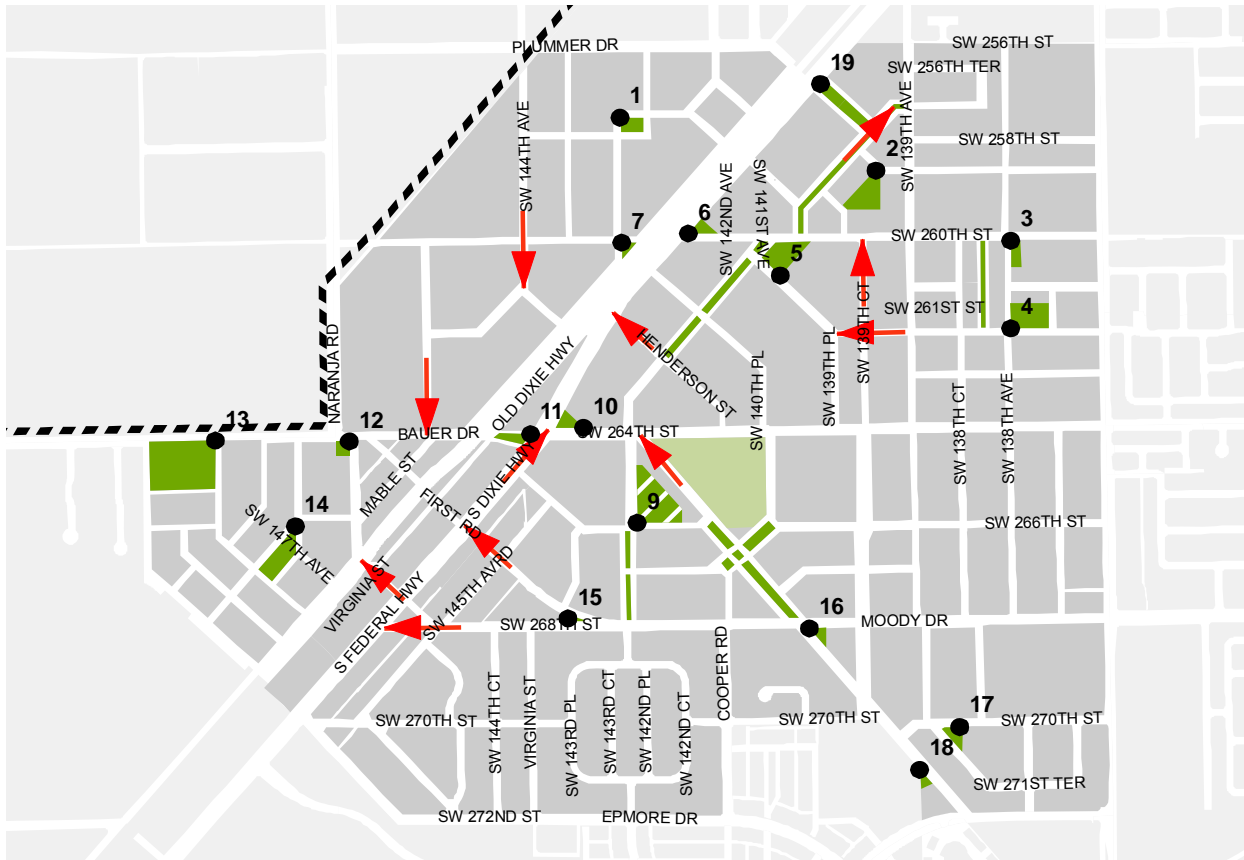 PLUMMER DR
SW 256TH ST
SW 256TH TER
19
1
SW 139TH AVE
SW 258TH ST
2
SW 144TH AVE
SW 142ND AVE
SW 141ST AVE
6
7
3
SW 260TH ST
5
SW 261ST ST
4
NARANJA RD
OLD DIXIE HWY
HENDERSON ST
SW 140TH PL
SW 139TH PL
SW 139TH CT
SW 138TH CT
SW 138TH AVE
13
12
BAUER DR
11
10
SW 264TH ST
MABLE ST
S DIXIE HWY
FIRST RD
14
SW 147TH AVE
9
SW 266TH ST
VIRGINIA ST
SW 145TH AVRD
S FEDERAL HWY
15
SW 268TH ST
16
MOODY DR
COOPER RD
SW 270TH ST
SW 144TH CT
VIRGINIA ST
SW 143RD PL
SW 143RD CT
SW 142ND PL
SW 142ND CT
SW 270TH ST
17
SW 270TH ST
18
SW 271ST TER
SW 272ND ST
EPMORE DR